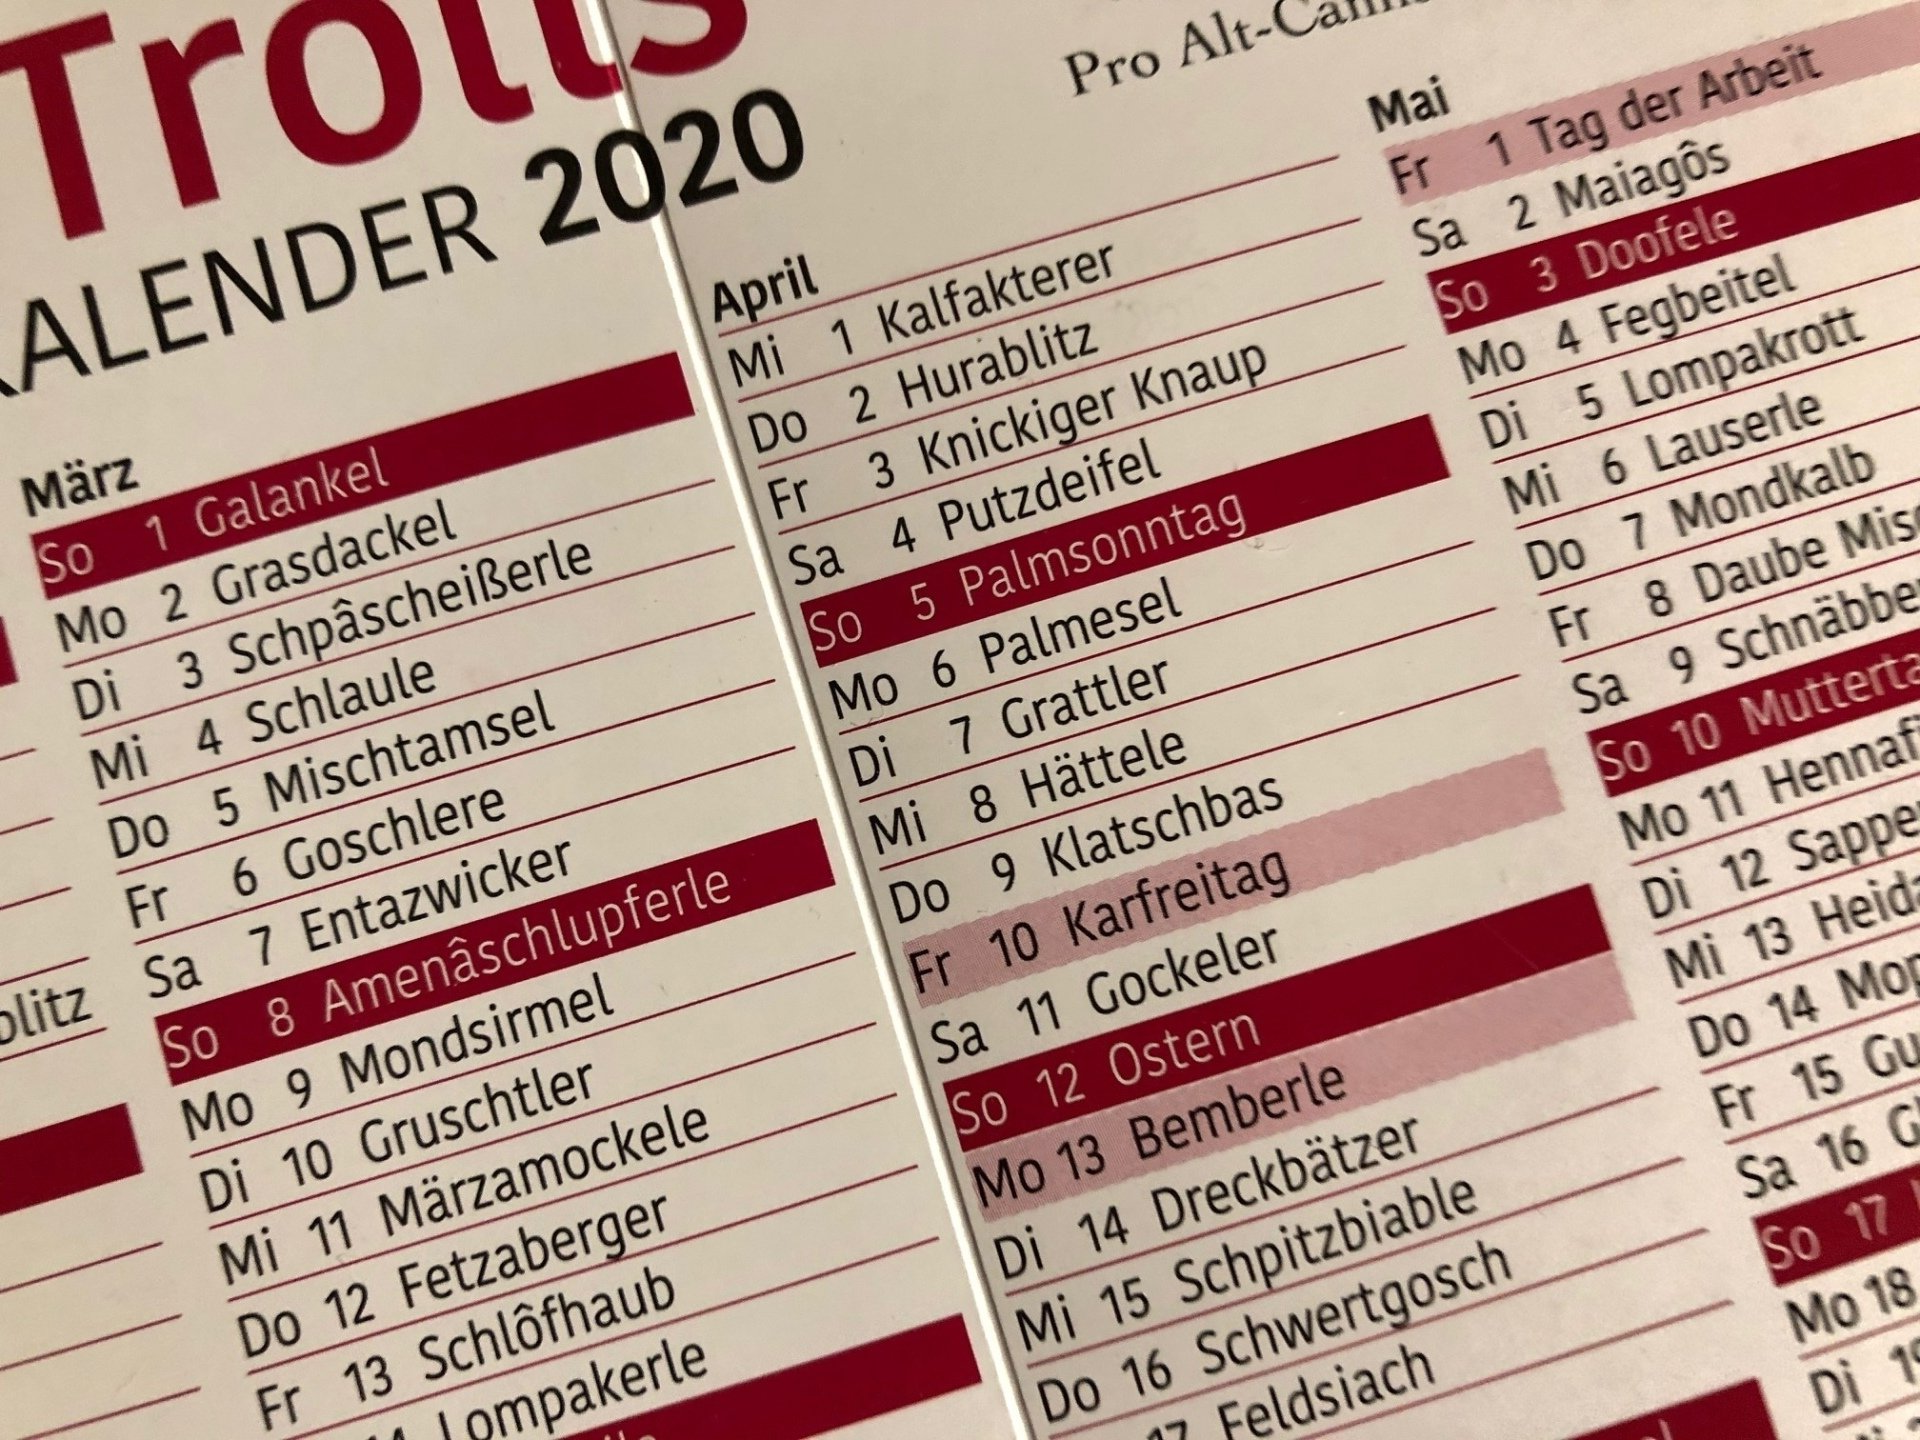 Trolls
KALENDER 2020
Pro
März
So 1 Galankel
Mo 2 Grasdackel
Di 3 Schpâscheißerle
Mi 4 Schlaule
Do 5 Mischtamsel
Fr 6 Goschlere
Sa 7 Entazwicker
So 8 Amenâschlupferle
Mo 9 Mondsirmel
Di 10 Gruschtler
Mi 11 Märzamockele
Do 12 Fetzaberger
Fr 13 Schlôfhaub
Lompakerle
April
Mi 1 Kalfakterer
Do 2 Hurablitz
Fr 3 Knickiger Knaup
Sa 4 Putzdeifel
So 5 Palmsonntag
Mo 6 Palmesel
Di 7 Grattler
Mi 8 Hättele
Do 9 Klatschbas
Fr 10 Karfreitag
Sa 11 Gockeler
So 12 Ostern
Mo 13 Bemberle
Di 14 Dreckbätzer
Mi 15 Schpitzbiable
Do 16 Schwertgosch
17 Feldsiach
Mai
Fr 1 Tag der Arbeit
Sa 2 Maiagôs
So 3 Doofele
Mo 4 Fegbeitel
Di 5 Lompakrott
Mi 6 Lauserle
Do 7 Mondkalb
Fr 8 Daube
Sa 9
So 10
Mo 11
Di 12
Mi 13
Do 14
Fr 15
Sa 16
So 17
Mo 18
Di